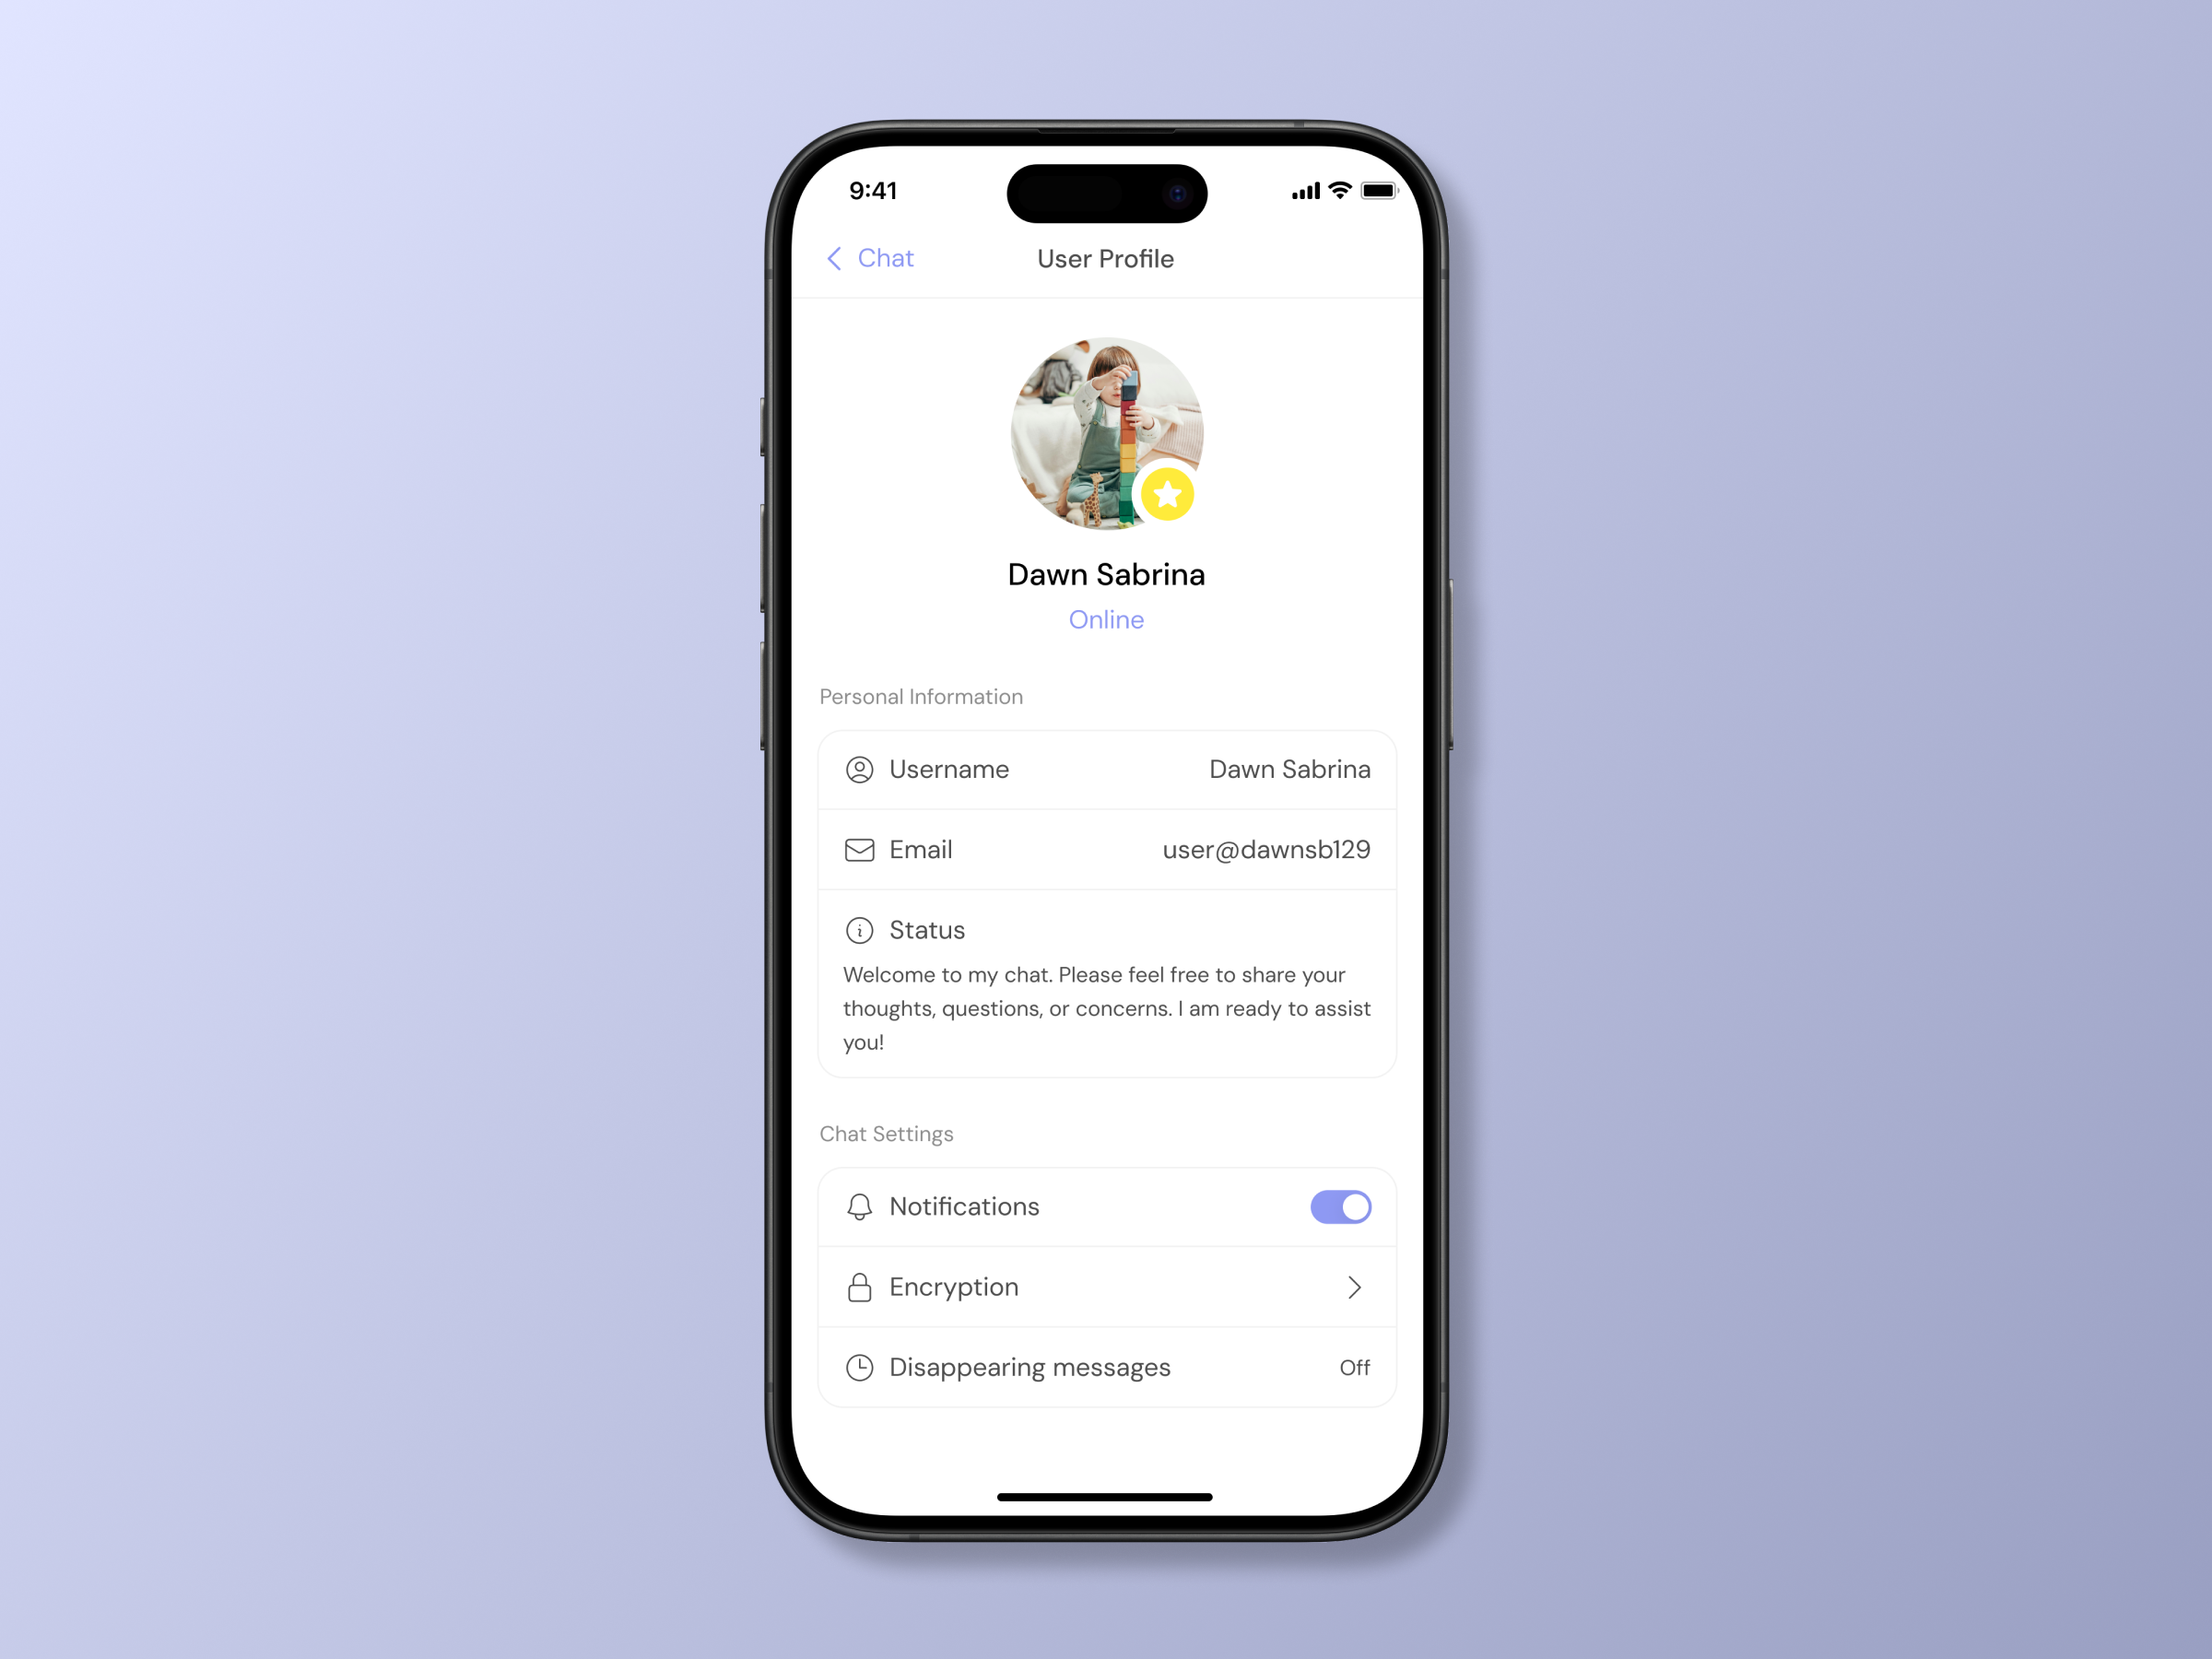 9:41
Chat
User Profile
Dawn Sabrina
Online
Personal Information
Username Dawn Sabrina
Email user@dawnsb129
Status
Welcome to my chat. Please feel free to share your
thoughts, questions, or concerns. I am ready to assist
you!
Chat Settings
Notifications
Encryption
Disappearing messages Off